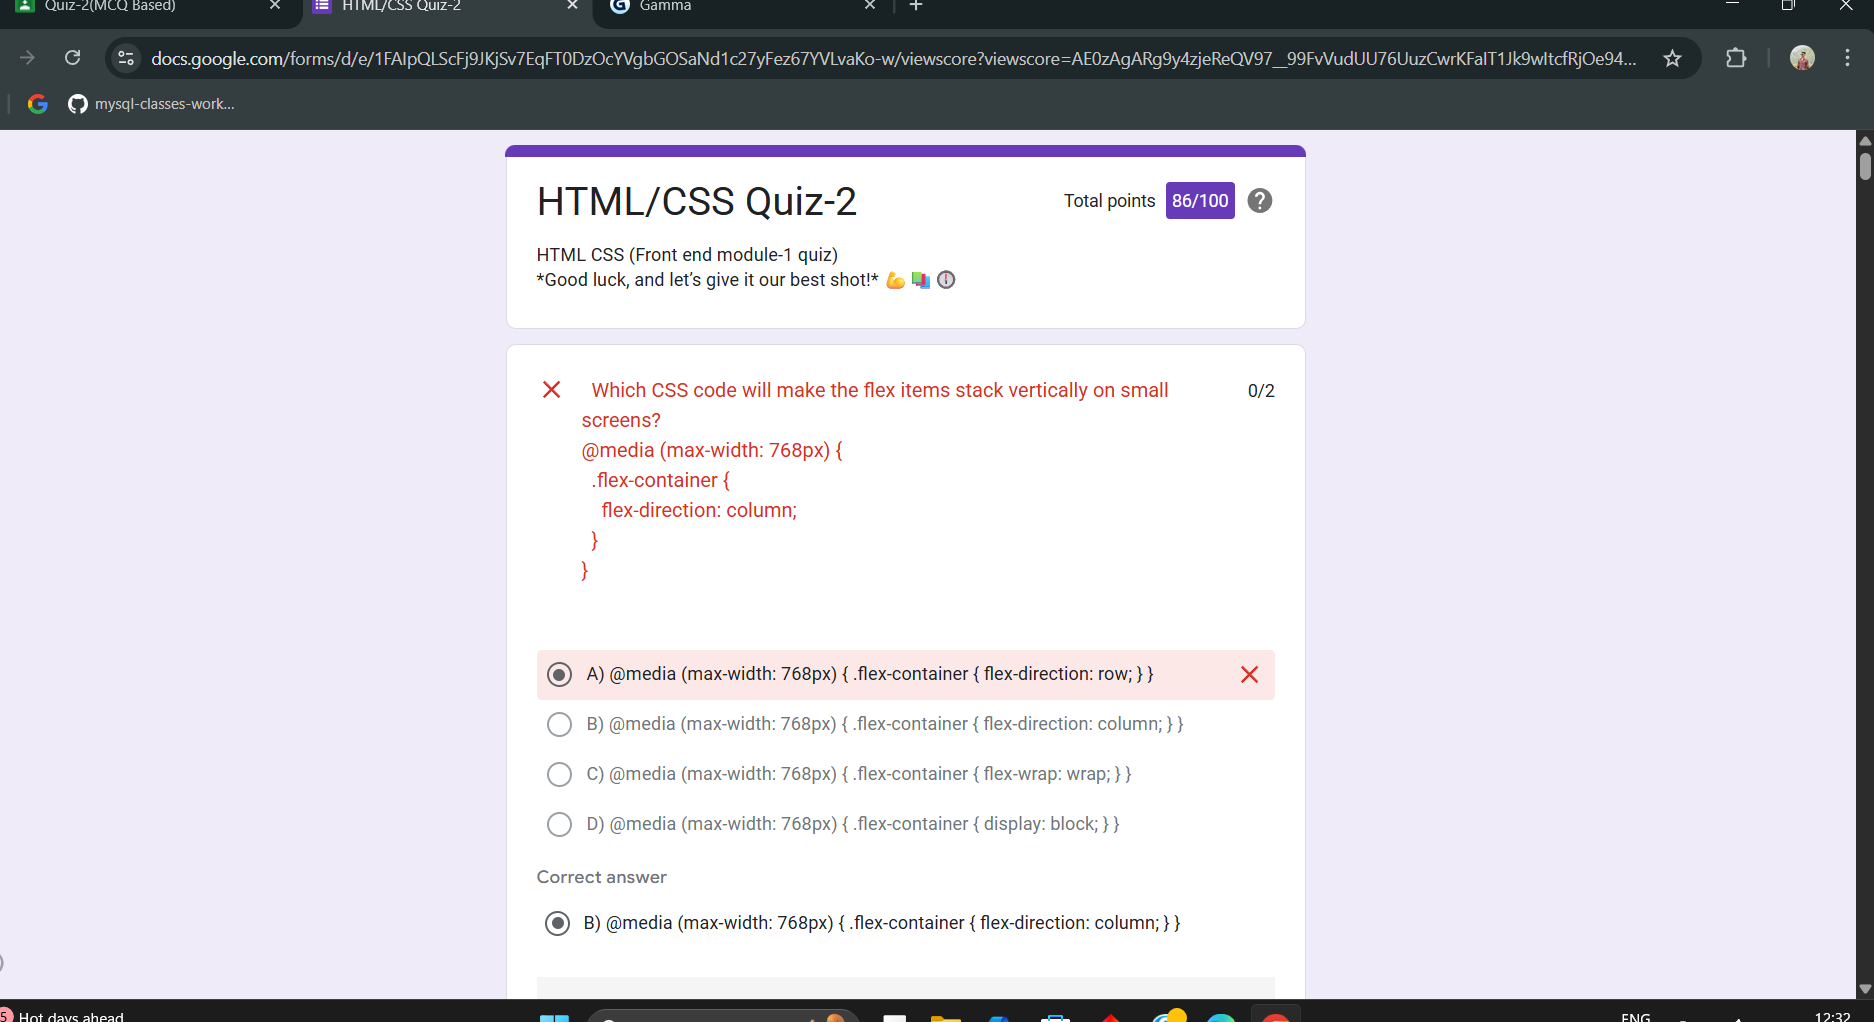 Quiz-2(MCQ Based)
HTML/CSS Quiz-2
Gamma
docs.google.com/forms/d/e/1FAIpQLScFj9JKjSv7EqFT0DzOcYVgbGOSaNd1c27yFez67YVLvaKo-w/viewscore?viewscore=AE0zAgARg9y4zjeReQV97__99FvVudUU76UuzCwrKFaIT1Jk9wItcfRjOe94...
mysql-classes-work...
HTML/CSS Quiz-2
Total points 86/100
HTML CSS (Front end module-1 quiz)
*Good luck, and let’s give it our best shot!* 💪
Which CSS code will make the flex items stack vertically on small
0/2
screens?
@media (max-width: 768px) {
.flex-container {
flex-direction: column;
}
}
A) @media (max-width: 768px) { .flex-container { flex-direction: row; } }
B) @media (max-width: 768px) { .flex-container { flex-direction: column; } }
C) @media (max-width: 768px) { .flex-container { flex-wrap: wrap; } }
D) @media (max-width: 768px) { .flex-container { display: block; } }
Correct answer
B) @media (max-width: 768px) { .flex-container { flex-direction: column; } }
5
Hot days ahead
ENG
12:32